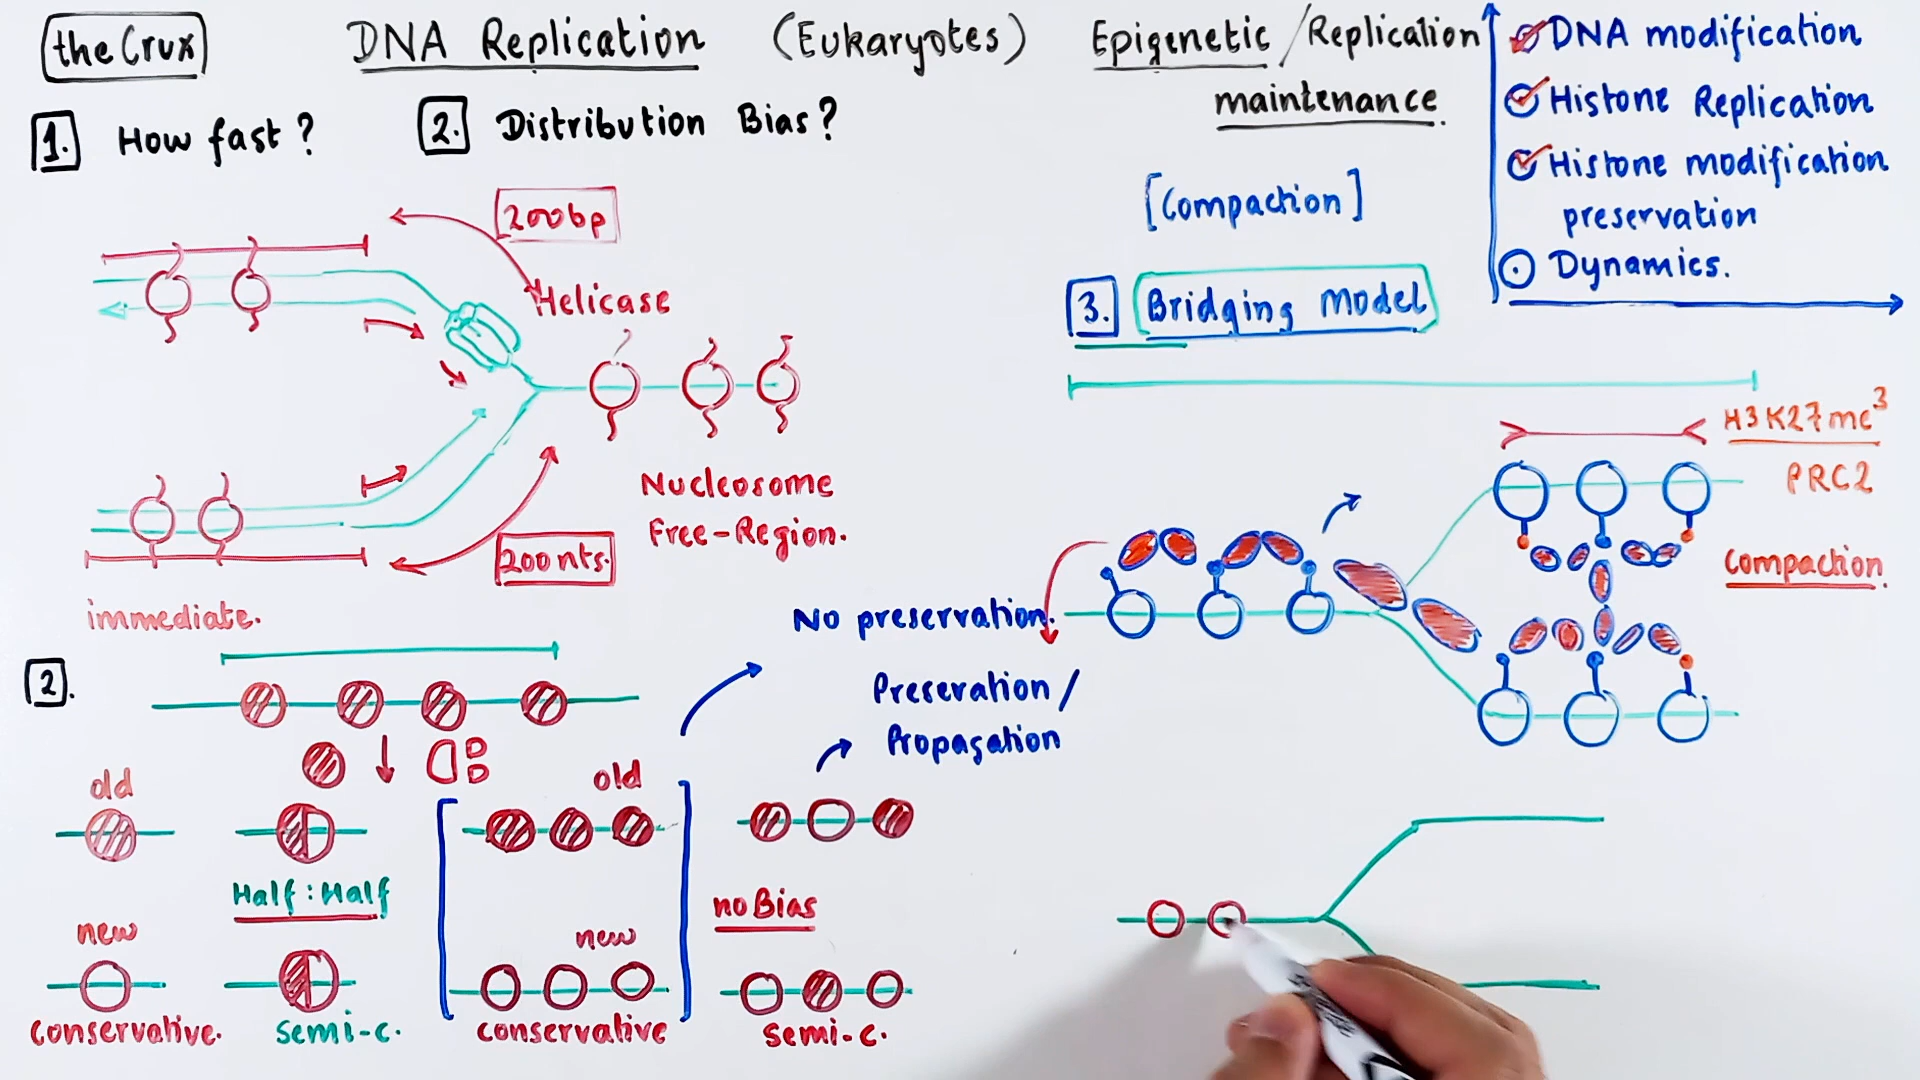 the Crux
DNA Replication (Eukaryotes)
Epigenetic / Replication
maintenance.
DNA modification
Histone Replication
Histone modification
preservation
Dynamics.
1. How fast?
2. Distribution Bias?
[Compaction]
3. Bridging Model
200bp
Helicase
Nucleosome
Free-Region.
200nts.
immediate.
H3K27me3
PRC2
Compaction.
No preservation.
Preseration /
Propagation
2.
old
new
conservative.
Half : Half
semi-c.
old
new
conservative
no Bias
semi-c.